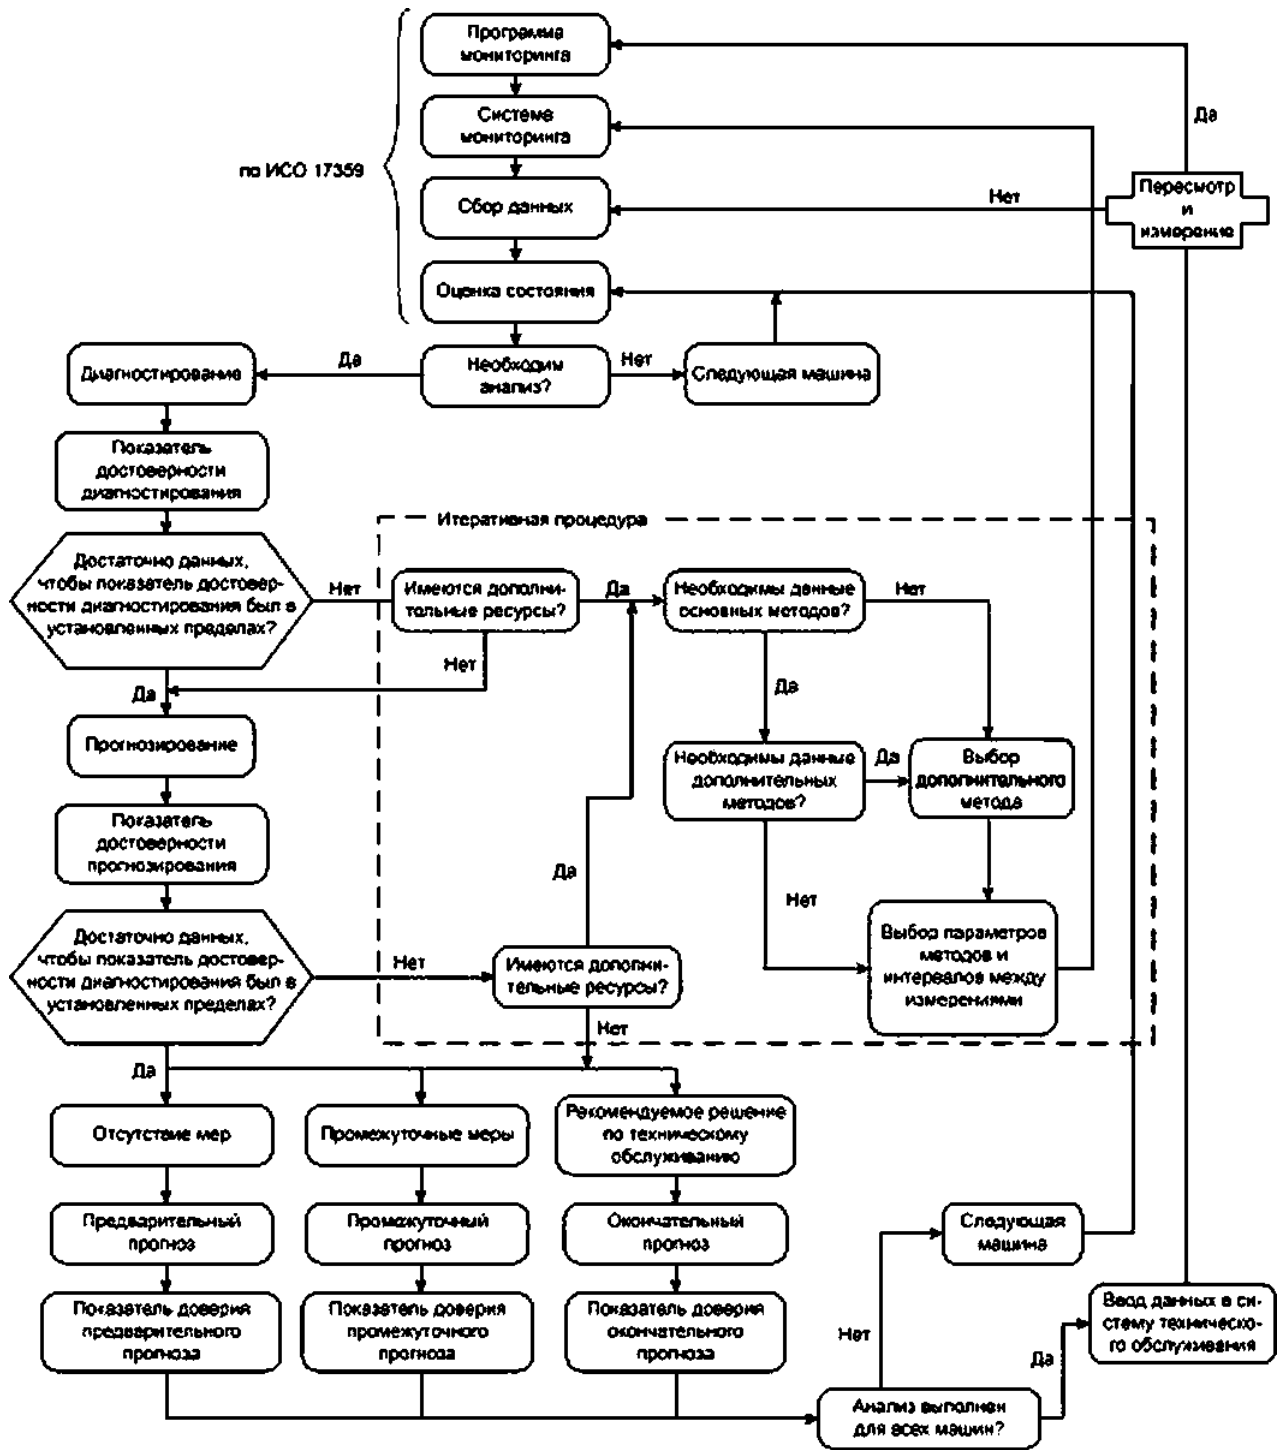 Программа
мониторинга
Да
Система
мониторинга
по ИСО 17359
Пересмотр
и
измерение
Нет
Сбор данных
Оценка состояния
Да
Необходим
анализ?
Нет
Следующая машина
Диагностирование
Показатель
достоверности
диагностирования
Итеративная процедура
Достаточно данных,
чтобы показатель достовер-
ности диагностирования был в
установленных пределах?
Нет
Имеются дополни-
тельные ресурсы?
Да
Необходимы данные
основных методов?
Нет
Нет
Да
Да
Прогнозирование
Необходимы данные
дополнительных
методов?
Да
Выбор
дополнительного
метода
Показатель
достоверности
прогнозирования
Да
Нет
Достаточно данных,
чтобы показатель достовер-
ности диагностирования был в
установленных пределах?
Нет
Имеются дополни-
тельные ресурсы?
Выбор параметров
методов и
интервалов между
измерениями
Нет
Да
Отсутствие мер
Промежуточные меры
Рекомендуемое решение
по техническому
обслуживанию
Предварительный
прогноз
Промежуточный
прогноз
Окончательный
прогноз
Следующая
машина
Показатель доверия
предварительного
прогноза
Показатель доверия
промежуточного
прогноза
Показатель доверия
окончательного
прогноза
Нет
Да
Ввод данных в си-
стему техническо-
го обслуживания
Анализ выполнен
для всех машин?